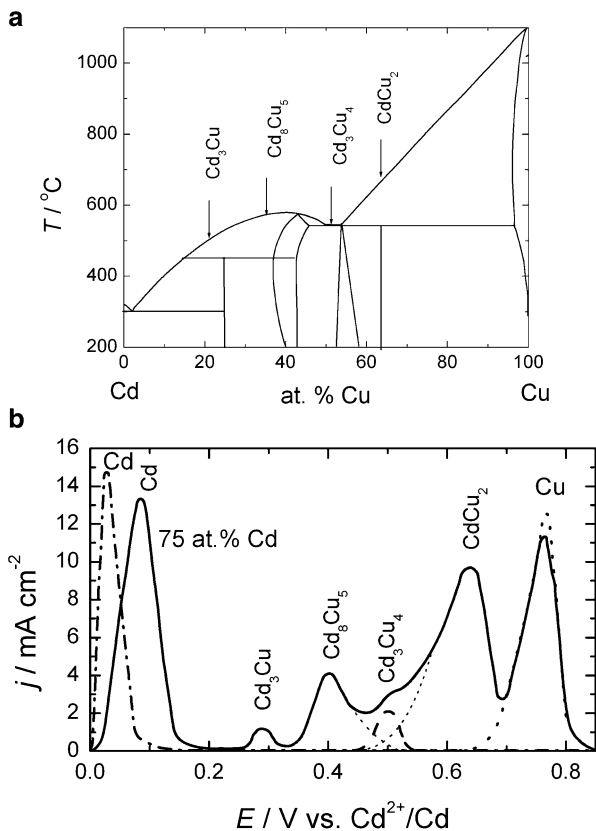 a
1000
800
600
400
200
T / °C
Cd₃Cu
Cd₈Cu₅
Cd₃Cu₄
CdCu₂
0 20 40 60 80 100
Cd at. % Cu Cu
b
16
14
12
10
8
6
4
2
0
j / mA cm⁻²
Cd
Cd
75 at.% Cd
Cd₃Cu
Cd₈Cu₅
Cd₃Cu₄
CdCu₂
Cu
0.0 0.2 0.4 0.6 0.8
E / V vs. Cd²⁺/Cd